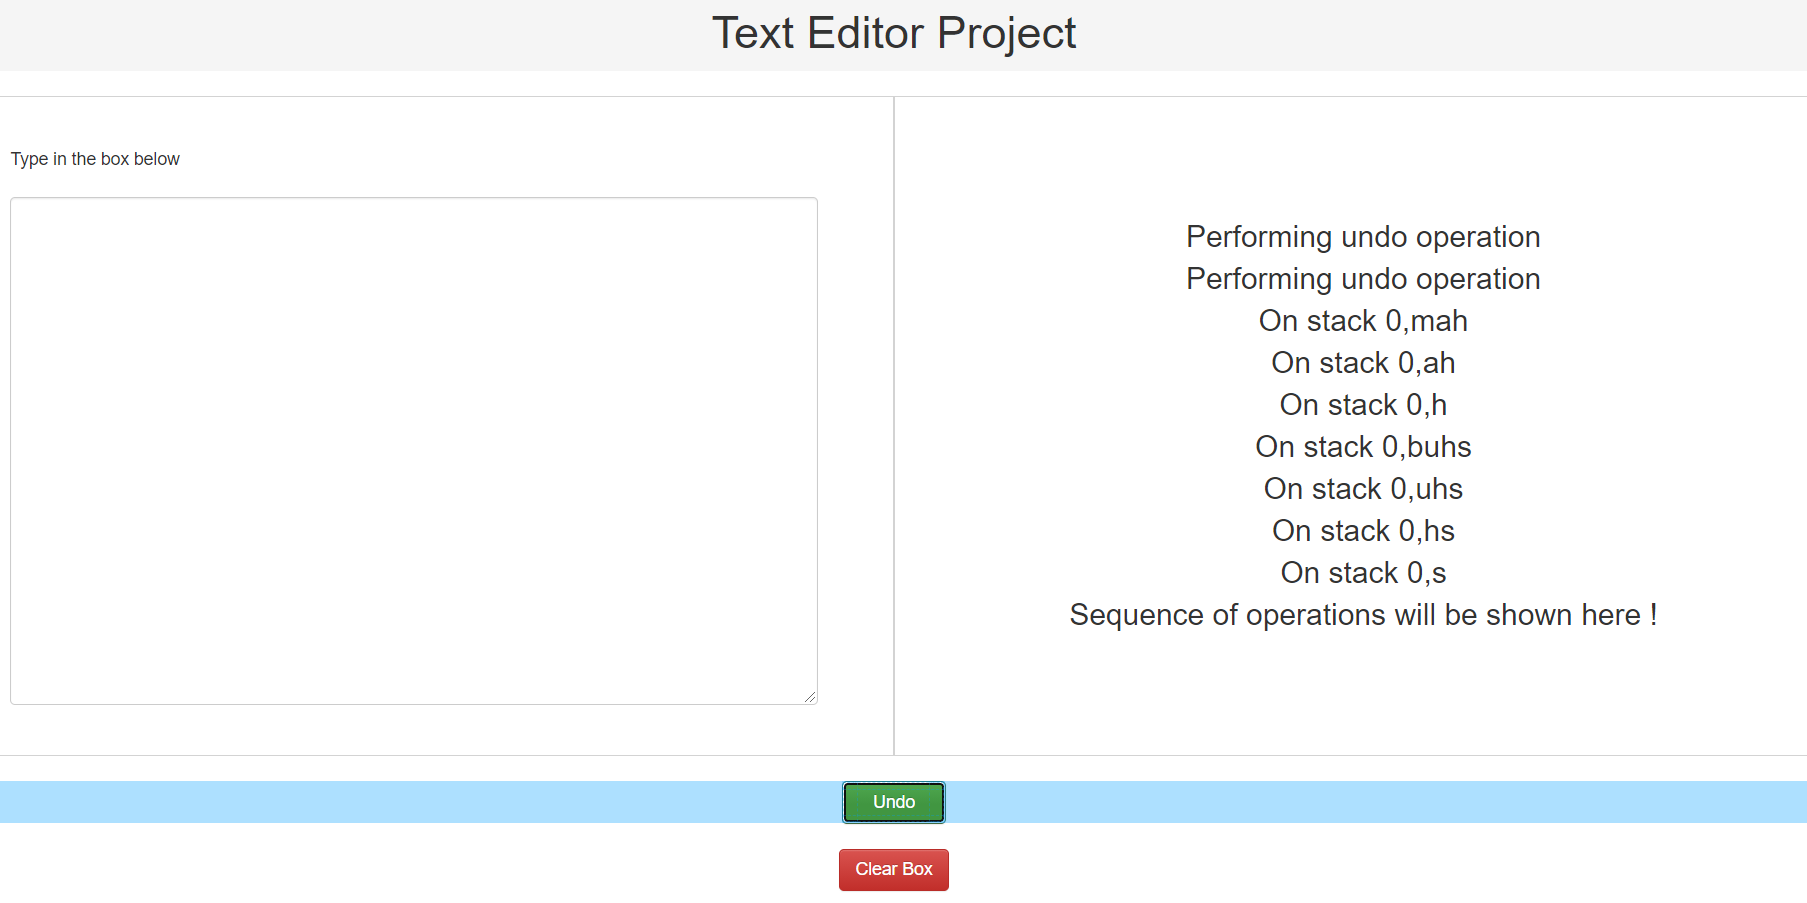 Text Editor Project
Type in the box below
Performing undo operation
Performing undo operation
On stack 0,mah
On stack 0,ah
On stack 0,h
On stack 0,buhs
On stack 0,uhs
On stack 0,hs
On stack 0,s
Sequence of operations will be shown here !
Undo
Clear Box